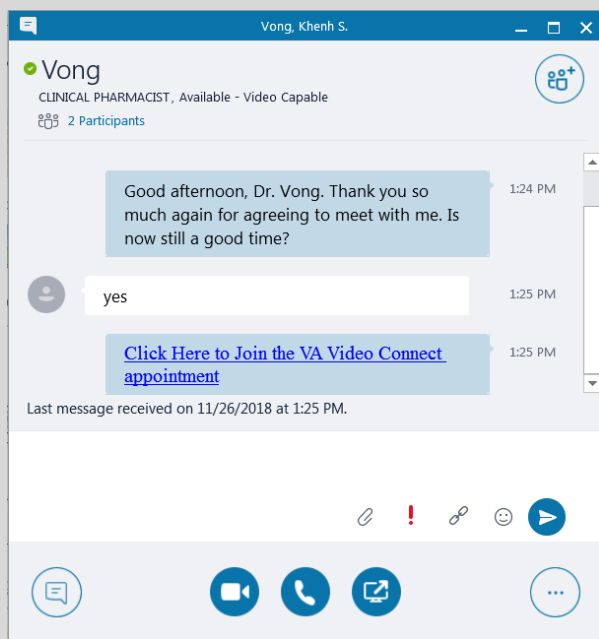 Vong, Khenh S.
Vong
CLINICAL PHARMACIST, Available - Video Capable
2 Participants
Good afternoon, Dr. Vong. Thank you so
much again for agreeing to meet with me. Is
now still a good time?
1:24 PM
yes
1:25 PM
Click Here to Join the VA Video Connect
appointment
1:25 PM
Last message received on 11/26/2018 at 1:25 PM.